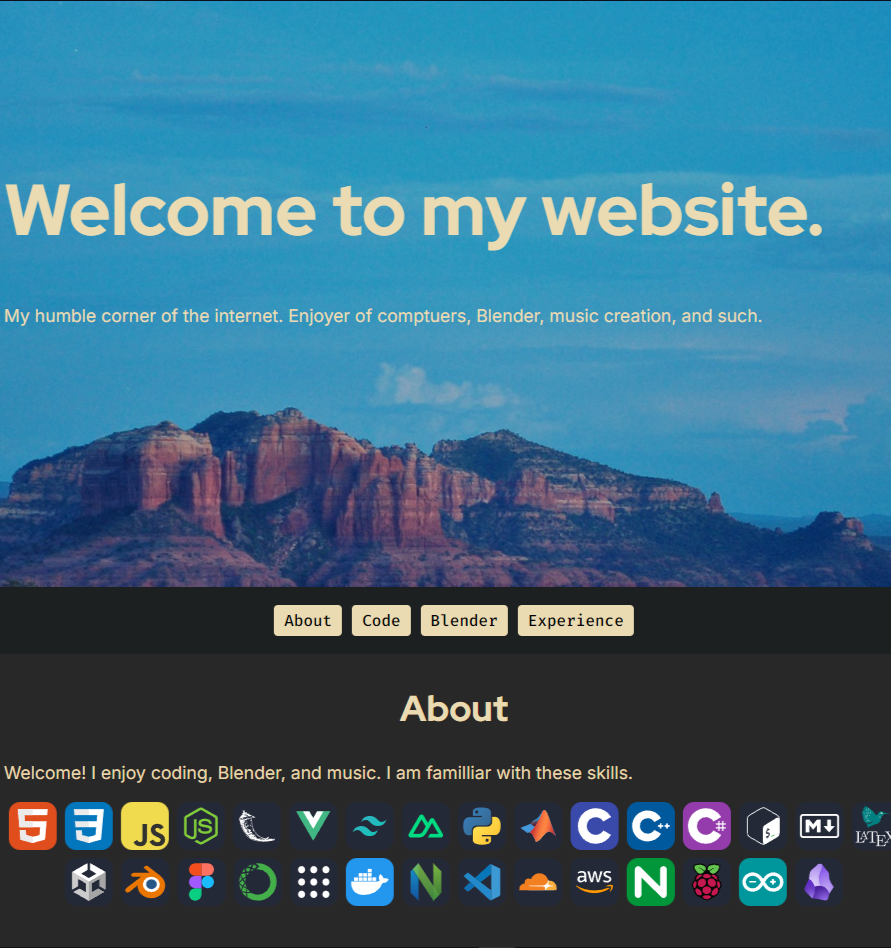 Welcome to my website.
My humble corner of the internet. Enjoyer of comptuers, Blender, music creation, and such.
About Code Blender Experience
About
Welcome! I enjoy coding, Blender, and music. I am familliar with these skills.
5 3 JS JS C C++ C# $_ M LATEX
aws N